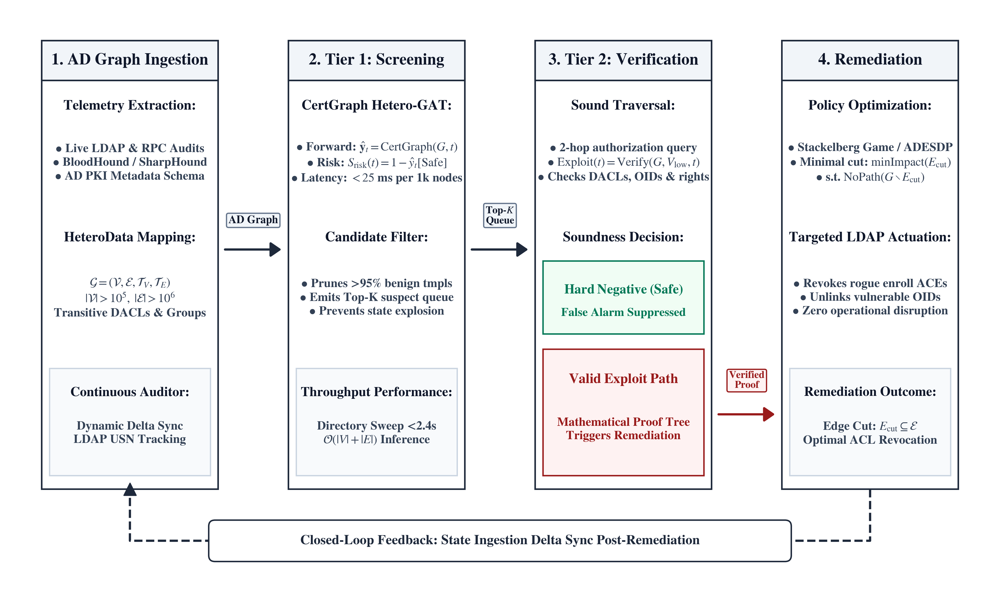 1. AD Graph Ingestion
Telemetry Extraction:
● Live LDAP & RPC Audits
● BloodHound / SharpHound
● AD PKI Metadata Schema
HeteroData Mapping:
𝒢 = (𝒱, ℰ, 𝒯_V, 𝒯_E)
|𝒱| > 10⁵, |ℰ| > 10⁶
Transitive DACLs & Groups
Continuous Auditor:
Dynamic Delta Sync
LDAP USN Tracking
AD Graph
2. Tier 1: Screening
CertGraph Hetero-GAT:
● Forward: ŷ_t = CertGraph(G, t)
● Risk: S_risk(t) = 1 − ŷ_t[Safe]
● Latency: < 25 ms per 1k nodes
Candidate Filter:
● Prunes >95% benign tmpls
● Emits Top-K suspect queue
● Prevents state explosion
Throughput Performance:
Directory Sweep <2.4s
𝒪(|V| + |E|) Inference
Top-K
Queue
3. Tier 2: Verification
Sound Traversal:
● 2-hop authorization query
● Exploit(t) = Verify(G, V_low, t)
● Checks DACLs, OIDs & rights
Soundness Decision:
Hard Negative (Safe)
False Alarm Suppressed
Valid Exploit Path
Mathematical Proof Tree
Triggers Remediation
Verified
Proof
4. Remediation
Policy Optimization:
● Stackelberg Game / ADESDP
● Minimal cut: minImpact(E_cut)
● s.t. NoPath(G ∖ E_cut)
Targeted LDAP Actuation:
● Revokes rogue enroll ACEs
● Unlinks vulnerable OIDs
● Zero operational disruption
Remediation Outcome:
Edge Cut: E_cut ⊆ ℰ
Optimal ACL Revocation
Closed-Loop Feedback: State Ingestion Delta Sync Post-Remediation